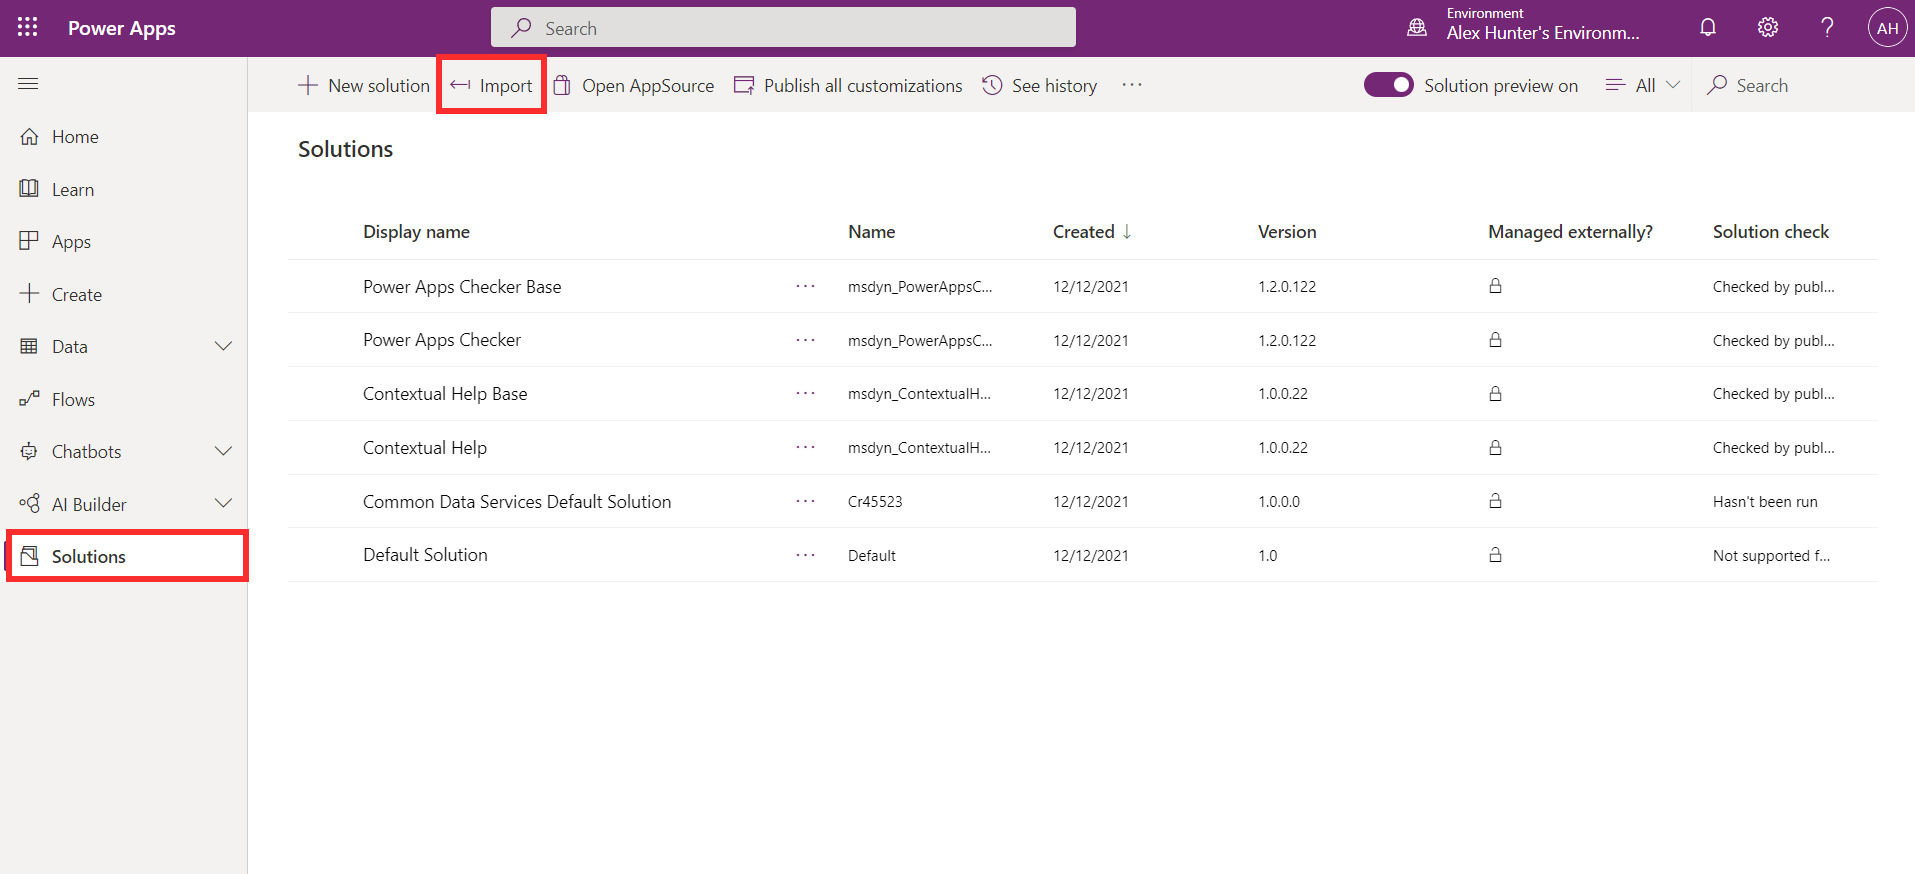 Power Apps
Search
Environment
Alex Hunter's Environm...
AH
New solution
Import
Open AppSource
Publish all customizations
See history
Solution preview on
All
Search
Home
Learn
Apps
Create
Data
Flows
Chatbots
AI Builder
Solutions
Solutions
Display name Name Created Version Managed externally? Solution check
Power Apps Checker Base msdyn_PowerAppsC... 12/12/2021 1.2.0.122 Checked by publ...
Power Apps Checker msdyn_PowerAppsC... 12/12/2021 1.2.0.122 Checked by publ...
Contextual Help Base msdyn_ContextualH... 12/12/2021 1.0.0.22 Checked by publ...
Contextual Help msdyn_ContextualH... 12/12/2021 1.0.0.22 Checked by publ...
Common Data Services Default Solution Cr45523 12/12/2021 1.0.0.0 Hasn't been run
Default Solution Default 12/12/2021 1.0 Not supported f...